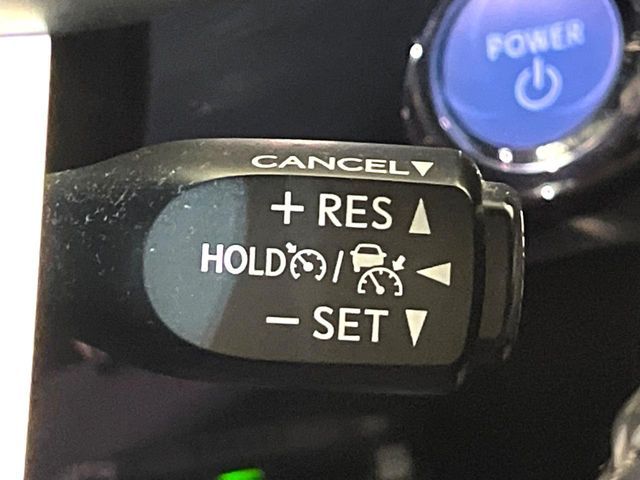 POWER
CANCEL▼
+ RES ▲
HOLD / ◀
− SET ▼